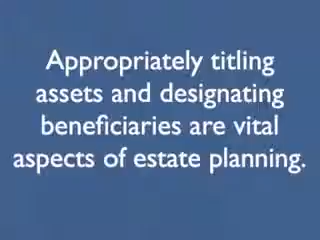 Appropriately titling
assets and designating
beneficiaries are vital
aspects of estate planning.